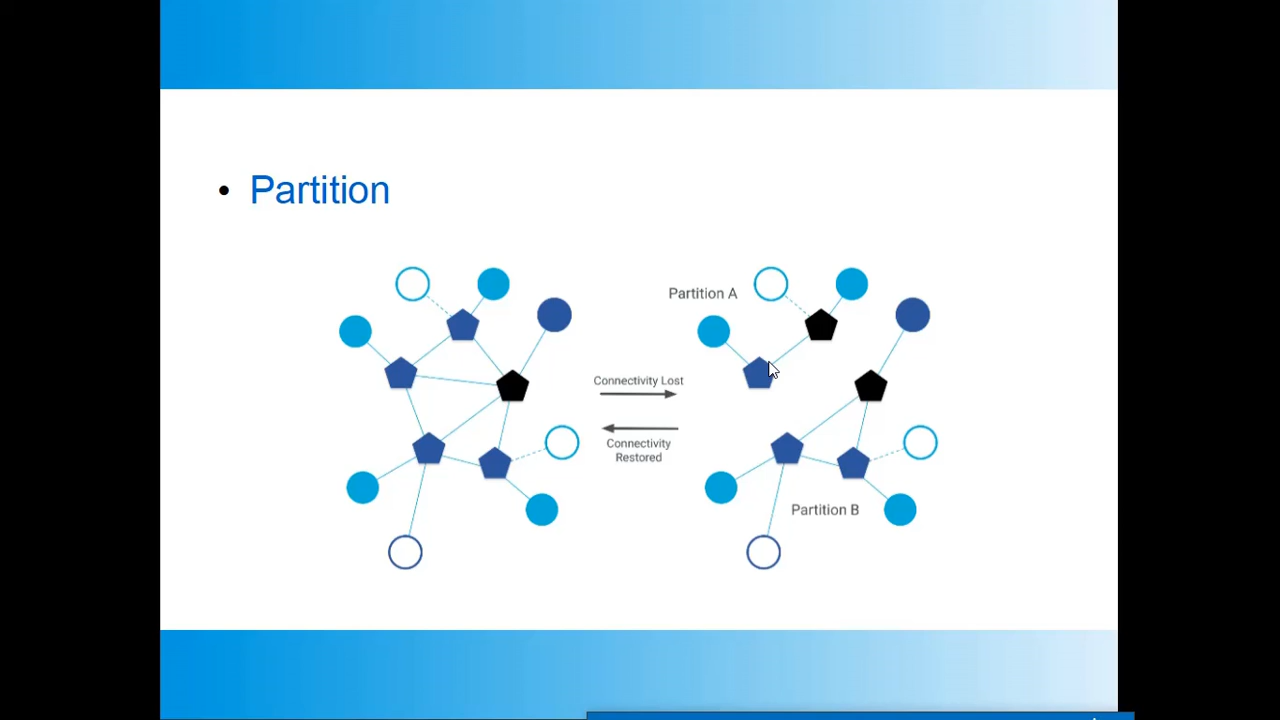 • Partition
Partition A
Connectivity Lost
Connectivity
Restored
Partition B